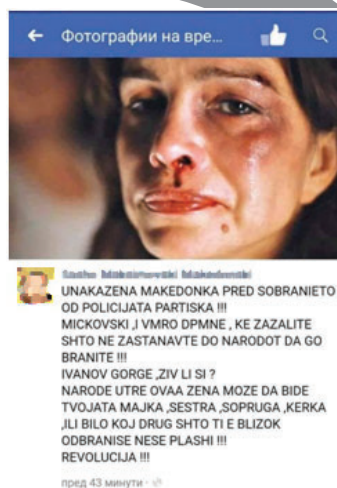 Фотографии на вре...
UNAKAZENA MAKEDONKA PRED SOBRANIETO
OD POLICIJATA PARTISKA !!!
MICKOVSKI ,I VMRO DPMNE , KE ZAZALITE
SHTO NE ZASTANAVTE DO NARODOT DA GO
BRANITE !!!
IVANOV GORGE ,ZIV LI SI ?
NARODE UTRE OVAA ZENA MOZE DA BIDE
TVOJATA MAJKA ,SESTRA ,SOPRUGA ,KERKA
,ILI BILO KOJ DRUG SHTO TI E BLIZOK
ODBRANISE NESE PLASHI !!!
REVOLUCIJA !!!
пред 43 минути ·